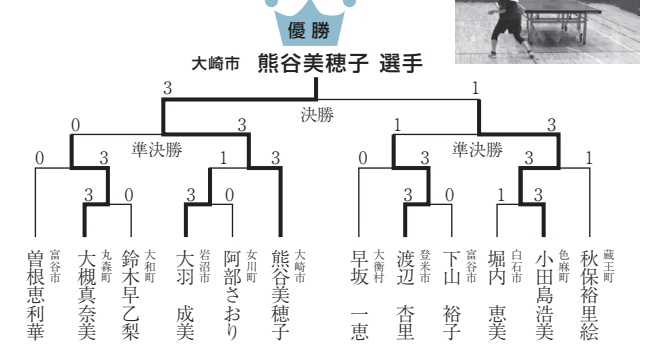 優勝
大崎市 熊谷美穂子 選手
3 1
決勝
0 3 1 3
準決勝 準決勝
0 3 1 3 0 3 3 1
3 0 3 0 3 0 1 3
富谷市 曽根恵利華
丸森町 大槻真奈美
大和町 鈴木早乙梨
岩沼市 大羽 成美
女川町 阿部さおり
大崎市 熊谷美穂子
大衡村 早坂 一恵
登米市 渡辺 杏里
富谷市 下山 裕子
白石市 堀内 恵美
色麻町 小田島浩美
蔵王町 秋保裕里絵